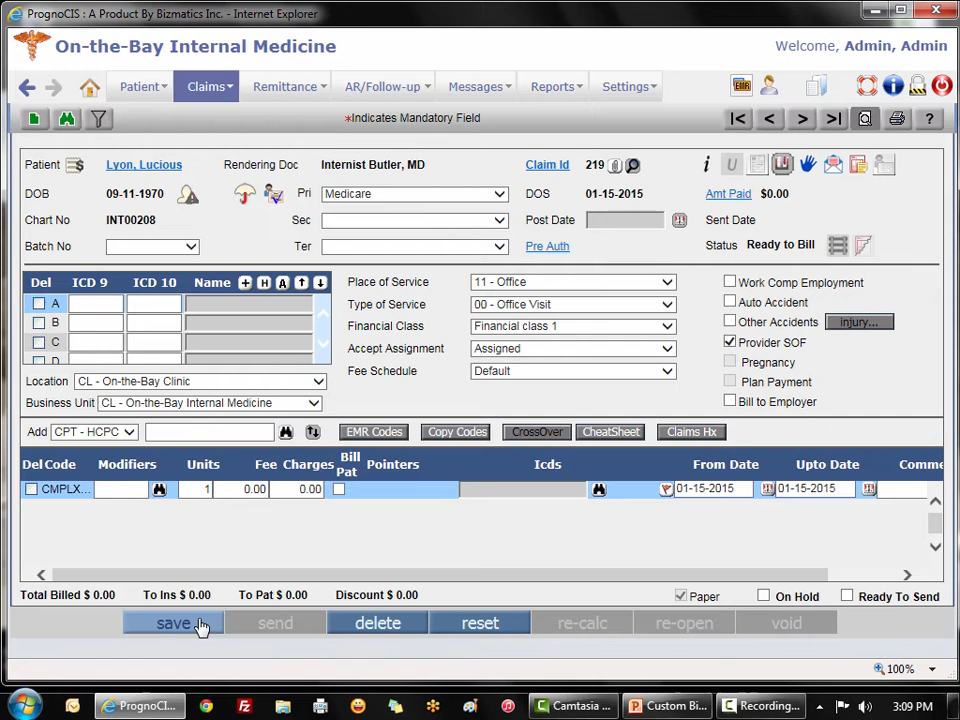 PrognoCIS : A Product By Bizmatics Inc. - Internet Explorer
On-the-Bay Internal Medicine
Welcome, Admin, Admin
Patient Claims Remittance AR/Follow-up Messages Reports Settings
EMR
*Indicates Mandatory Field
Patient Lyon, Lucious Rendering Doc Internist Butler, MD Claim Id 219
DOB 09-11-1970 Pri Medicare DOS 01-15-2015 Amt Paid $0.00
Chart No INT00208 Sec Post Date Sent Date
Batch No Ter Pre Auth Status Ready to Bill
Del ICD 9 ICD 10 Name + H A Place of Service 11 - Office Work Comp Employment
A Type of Service 00 - Office Visit Auto Accident
B Financial Class Financial class 1 Other Accidents injury...
C Accept Assignment Assigned Provider SOF
D Fee Schedule Default Pregnancy
Location CL - On-the-Bay Clinic Plan Payment
Business Unit CL - On-the-Bay Internal Medicine Bill to Employer
Add CPT - HCPC EMR Codes Copy Codes CrossOver CheatSheet Claims Hx
Del Code Modifiers Units Fee Charges Bill Pat Pointers Icds From Date Upto Date Comme
CMPLX... 1 0.00 0.00 01-15-2015 01-15-2015
Total Billed $ 0.00 To Ins $ 0.00 To Pat $ 0.00 Discount $ 0.00 Paper On Hold Ready To Send
save send delete reset re-calc re-open void
100%
PrognoCIS... Camtasia ... Custom Bi... Recording... 3:09 PM